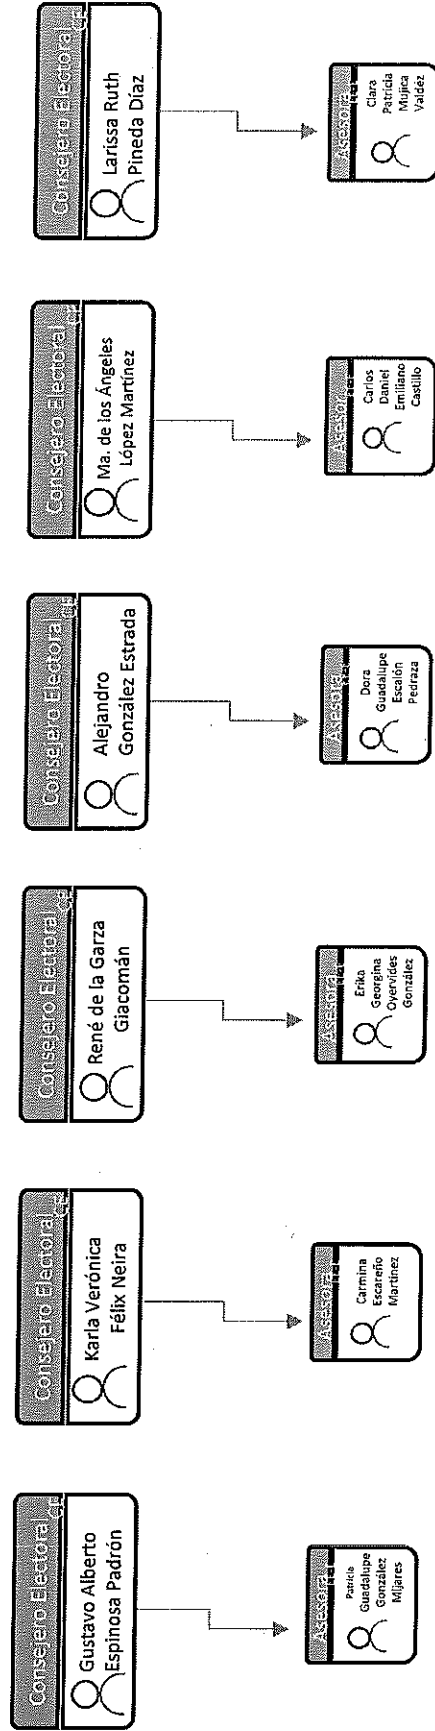 Consejero Electoral
Gustavo Alberto
Espinosa Padrón
Asesora
Patricia
Guadalupe
González
Mijares
Consejero Electoral
Karla Verónica
Félix Neira
Asesora
Carmina
Escareño
Martínez
Consejero Electoral
René de la Garza
Giacomán
Asesora
Erika
Georgina
Oyervides
González
Consejero Electoral
Alejandro
González Estrada
Asesora
Dora
Guadalupe
Escalón
Pedraza
Consejero Electoral
Ma. de los Ángeles
López Martínez
Asesora
Carlos
Daniel
Emiliano
Castillo
Consejero Electoral
Larissa Ruth
Pineda Díaz
Asesora
Clara
Patricia
Mujica
Valdéz